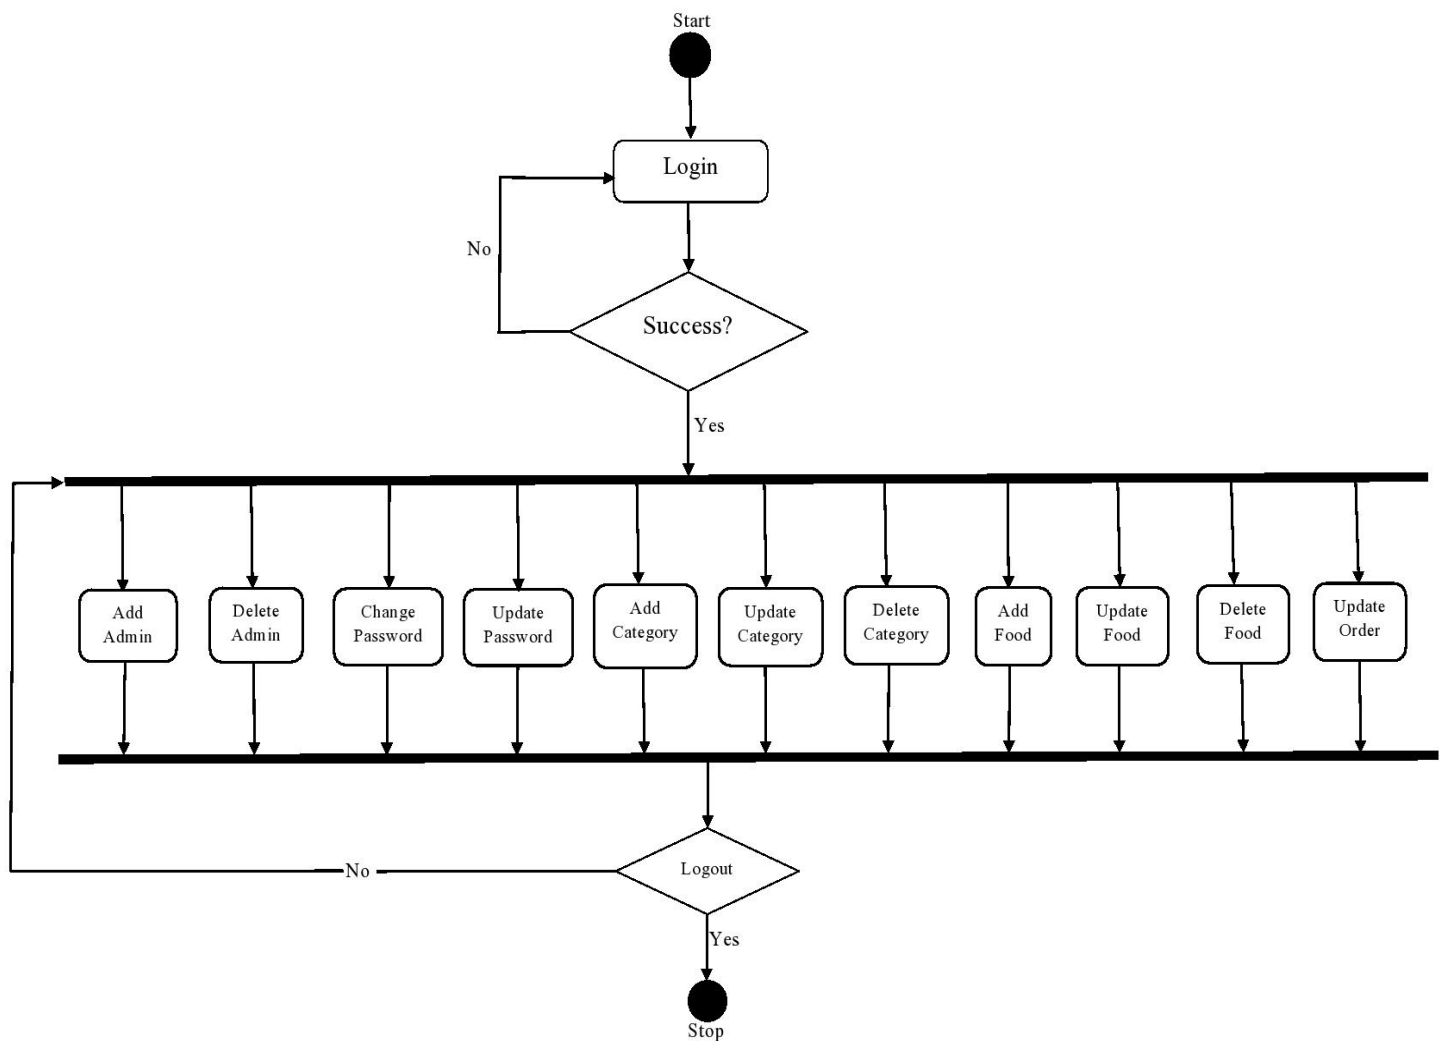 Start
Login
No
Success?
Yes
Add
Admin
Delete
Admin
Change
Password
Update
Password
Add
Category
Update
Category
Delete
Category
Add
Food
Update
Food
Delete
Food
Update
Order
No
Logout
Yes
Stop